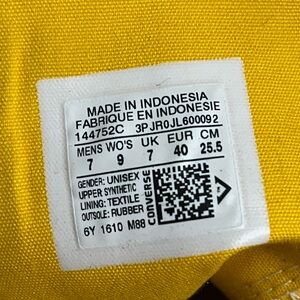 MADE IN INDONESIA
FABRIQUE EN INDONESIE
144752C 3PJR0JL600092
MENS WO'S UK EUR CM
7 9 7 40 25.5
GENDER: UNISEX
UPPER: SYNTHETIC
LINING: TEXTILE
OUTSOLE: RUBBER
6Y 1610 M88
CONVERSE